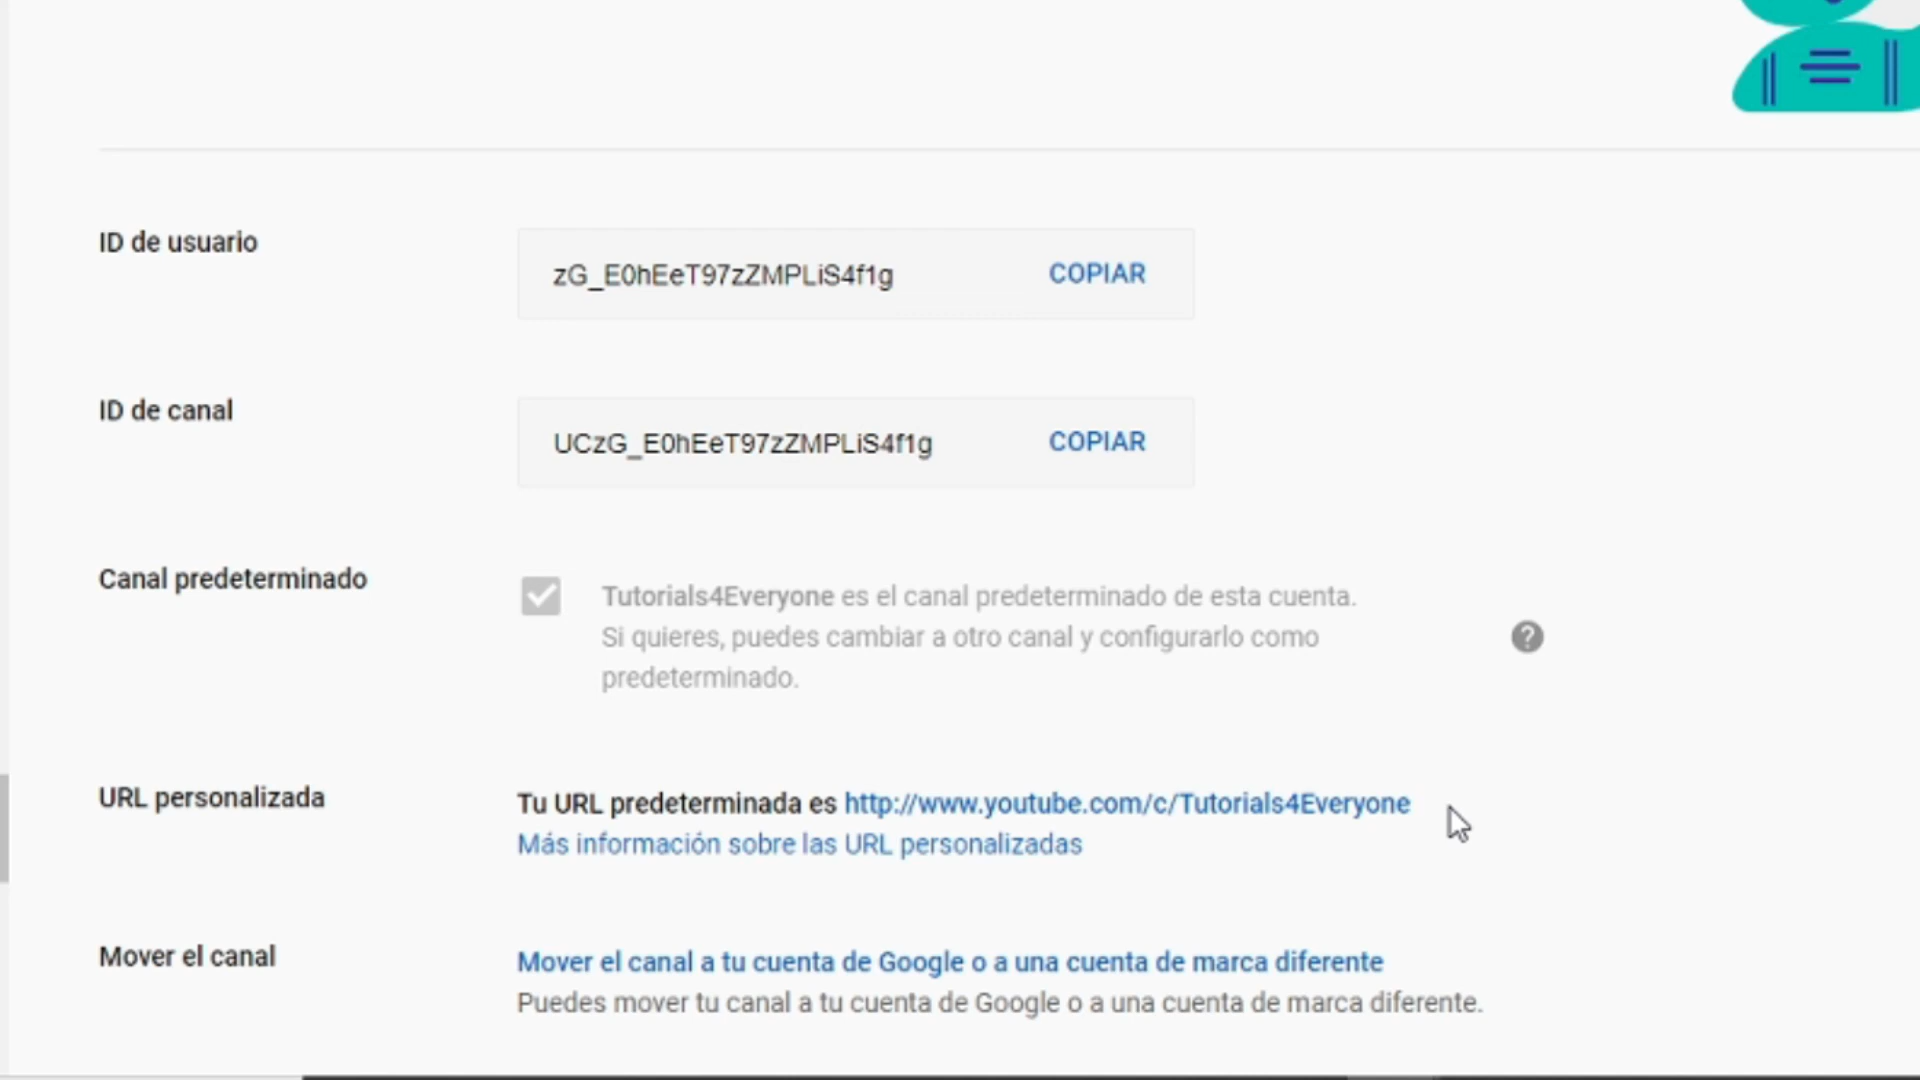 ID de usuario
zG_E0hEeT97zZMPLiS4f1g
COPIAR
ID de canal
UCzG_E0hEeT97zZMPLiS4f1g
COPIAR
Canal predeterminado
Tutorials4Everyone es el canal predeterminado de esta cuenta.
Si quieres, puedes cambiar a otro canal y configurarlo como
predeterminado.
?
URL personalizada
Tu URL predeterminada es http://www.youtube.com/c/Tutorials4Everyone
Más información sobre las URL personalizadas
Mover el canal
Mover el canal a tu cuenta de Google o a una cuenta de marca diferente
Puedes mover tu canal a tu cuenta de Google o a una cuenta de marca diferente.